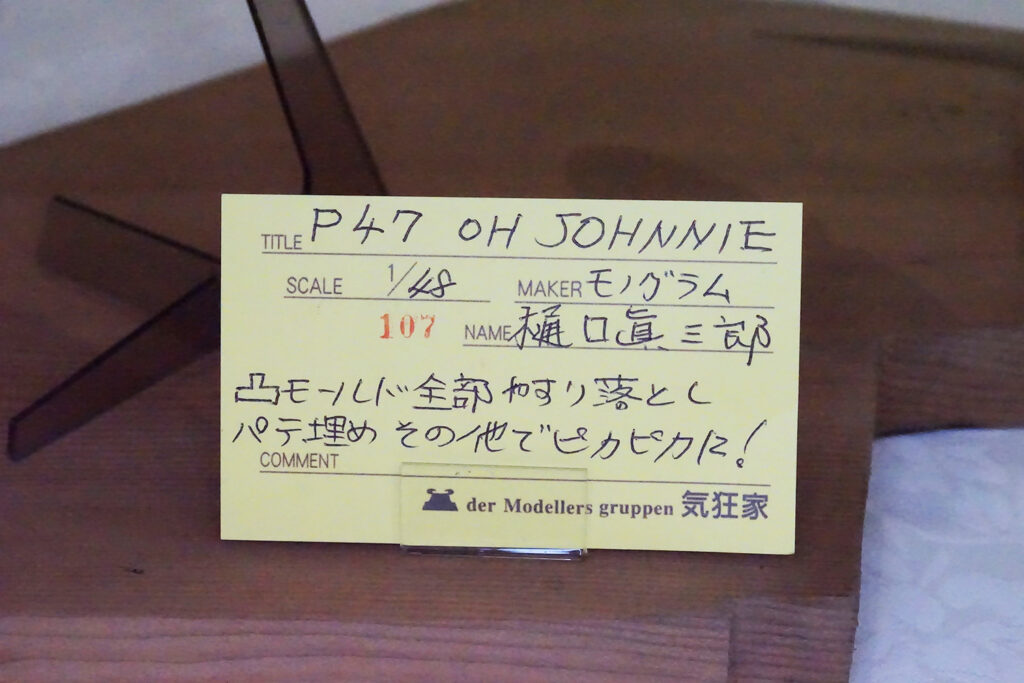 TITLE P47 OH JOHNNIE
SCALE 1/48 MAKER モノグラム
107 NAME 樋口眞三郎
凸モールド全部やすり落とし
パテ埋めその他でピカピカに!
COMMENT
der Modellers gruppen 気狂家